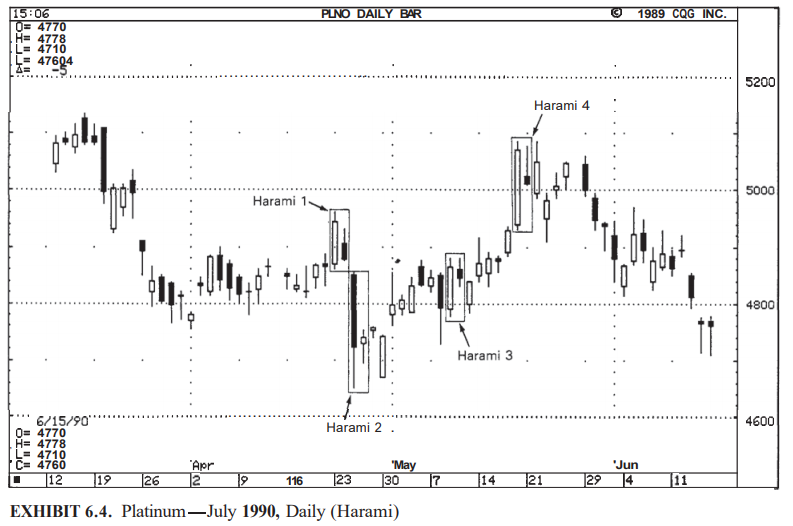 15:06 PLNO DAILY BAR © 1989 CQG INC.
O= 4770
H= 4778
L= 4710
L= 47604
Δ= -5
5200
Harami 4
Harami 1
5000
4800
Harami 3
Harami 2
4600
6/15/90
O= 4770
H= 4778
L= 4710
C= 4760
'Apr 'May 'Jun
12 19 26 2 9 116 23 30 7 14 21 29 4 11
EXHIBIT 6.4. Platinum—July 1990, Daily (Harami)